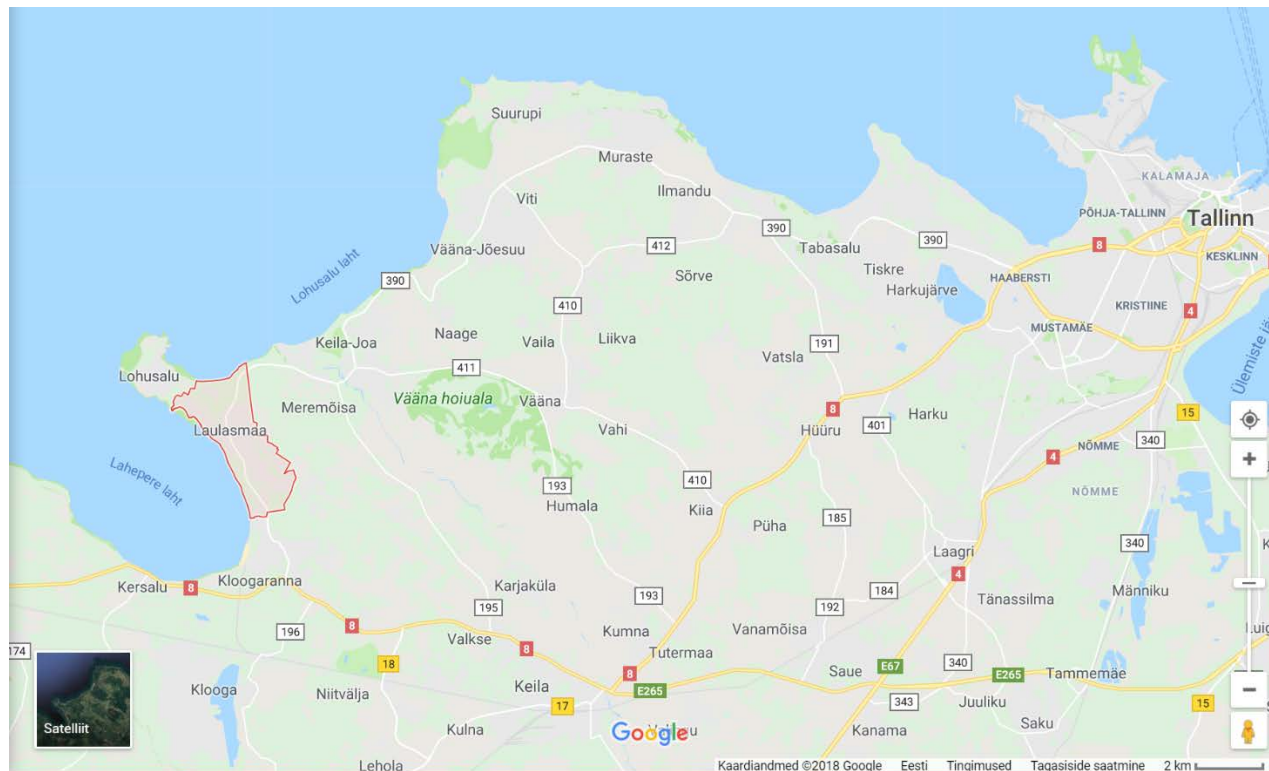 Suurupi
Muraste
KALAMAJA
Viti
Ilmandu
PÕHJA-TALLINN
Tallinn
390
8
Vääna-Jõesuu
412
Tabasalu
390
KESKLINN
Lohusalu laht
390
Sõrve
Tiskre
HAABERSTI
Harkujärve
410
KRISTIINE
4
Keila-Joa
Naage
Vaila
Liikva
191
MUSTAMÄE
Vatsla
Lohusalu
411
Vääna hoiuala
Vääna
Meremõisa
8
Harku
15
Laulasmaa
Vahi
Hüüru
401
NÕMME
340
4
Lahepere laht
193
410
NÕMME
Humala
Kiia
Püha
185
340
Laagri
4
Kersalu
8
Kloogaranna
Karjaküla
193
184
Tänassilma
Männiku
195
192
196
8
Valkse
Kumna
Vanamõisa
174
8
Tutermaa
18
8
Saue
E67
340
E265
Tammemäe
Klooga
Niitvälja
Keila
E265
17
343
Juuliku
15
Satelliit
Kulna
Google
Kanama
Saku
Lehola
Kaardiandmed ©2018 Google Eesti Tingimused Tagasiside saatmine 2 km